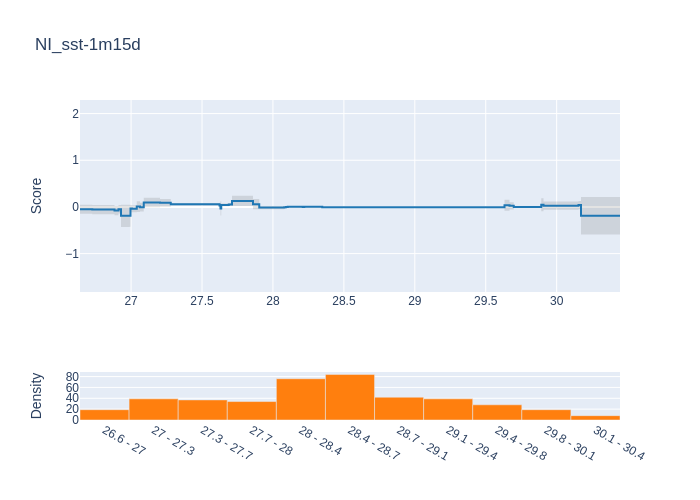 NI_sst-1m15d
Score
2
1
0
−1
27
27.5
28
28.5
29
29.5
30
Density
80
60
40
20
0
26.6 - 27
27 - 27.3
27.3 - 27.7
27.7 - 28
28 - 28.4
28.4 - 28.7
28.7 - 29.1
29.1 - 29.4
29.4 - 29.8
29.8 - 30.1
30.1 - 30.4